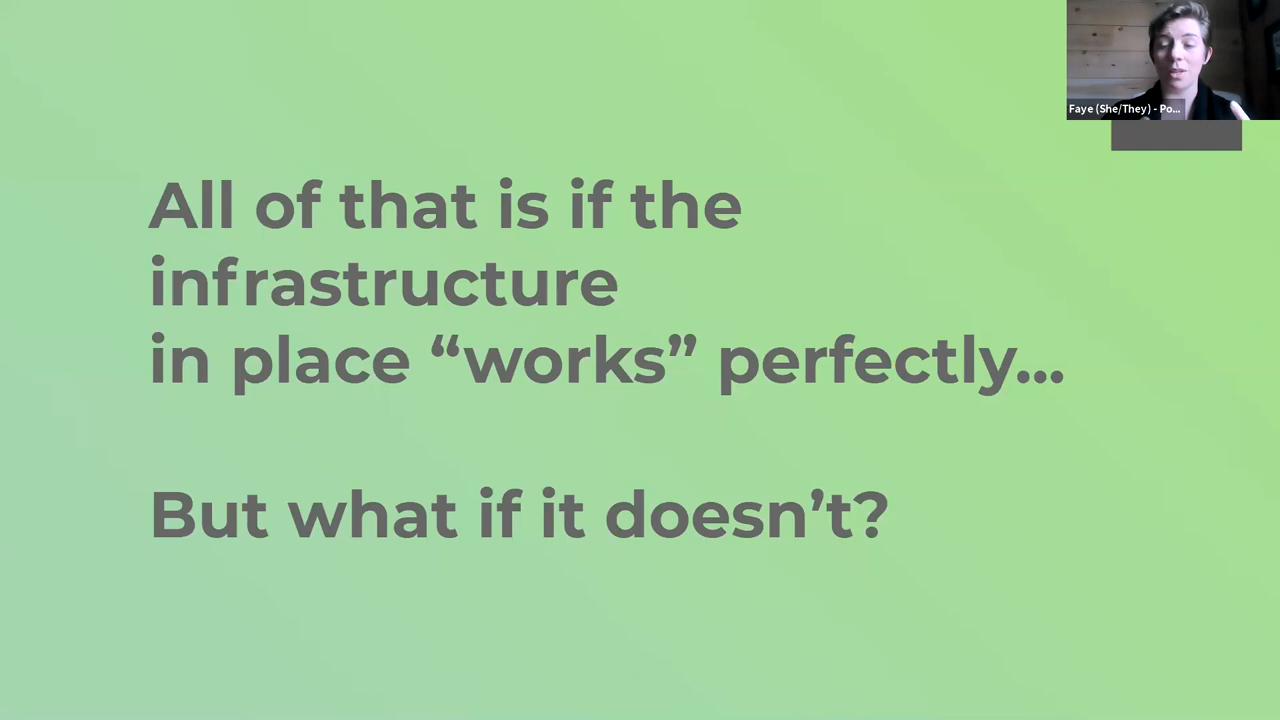 Faye (She/They) - Po...
All of that is if the
infrastructure
in place “works” perfectly...
But what if it doesn’t?